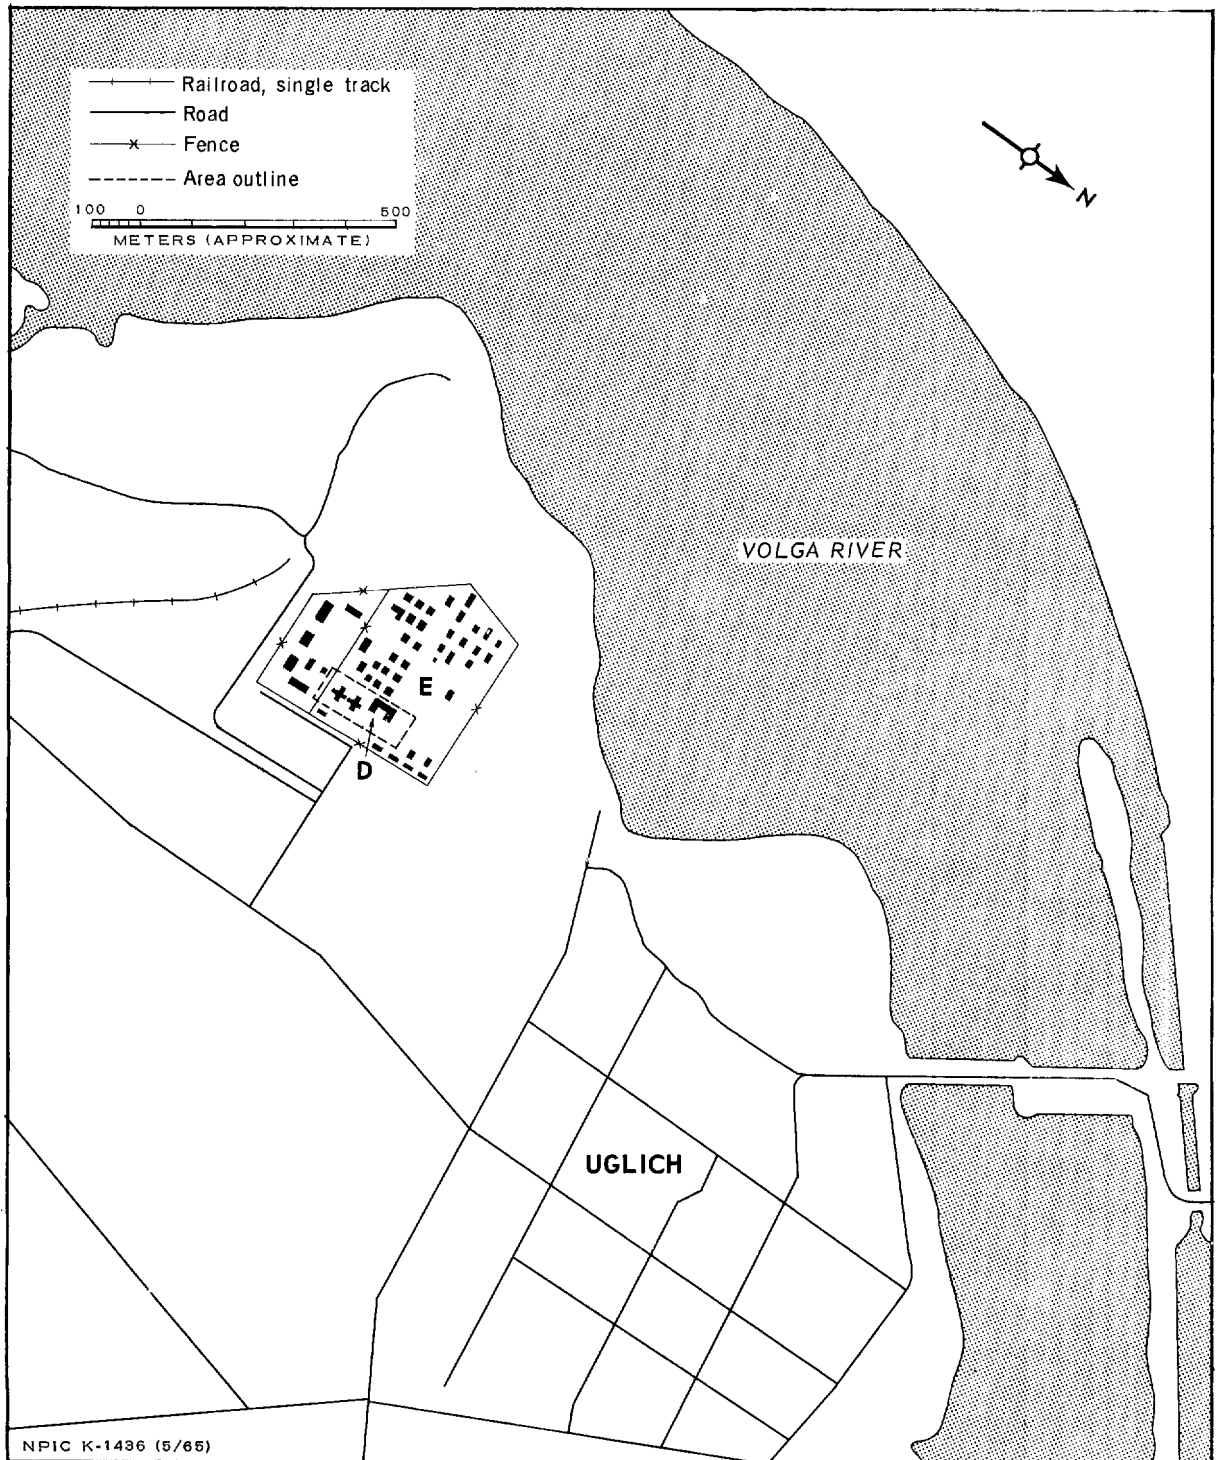 Railroad, single track
Road
Fence
Area outline
100 0 500
METERS (APPROXIMATE)
N
VOLGA RIVER
E
D
UGLICH
NPIC K-1436 (5/65)